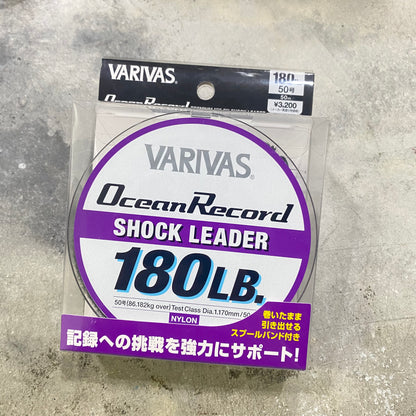 VARIVAS®
180
50号
¥3,200
OceanRecord
VARIVAS®
OceanRecord
SHOCK LEADER
180LB.
50号(86.182kg over)Test Class Dia.1.170mm/50
NYLON
巻いたまま
引き出せる
スプールバンド付き
記録への挑戦を強力にサポート!